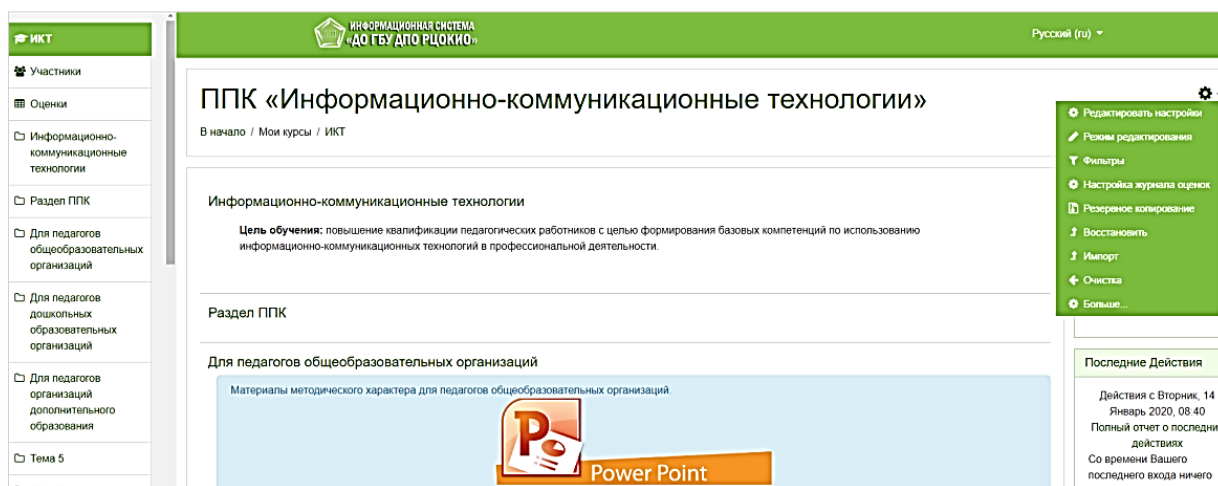 ИКТ
Участники
Оценки
Информационно-
коммуникационные
технологии
Раздел ППК
Для педагогов
общеобразовательных
организаций
Для педагогов
дошкольных
образовательных
организаций
Для педагогов
организаций
дополнительного
образования
Тема 5
ИНФОРМАЦИОННАЯ СИСТЕМА
«ДО ГБУ ДПО РЦОКИО»
Русский (ru)
ППК «Информационно-коммуникационные технологии»
В начало / Мои курсы / ИКТ
Редактировать настройки
Режим редактирования
Фильтры
Настройка журнала оценок
Резервное копирование
Восстановить
Импорт
Очистка
Больше...
Информационно-коммуникационные технологии
Цель обучения: повышение квалификации педагогических работников с целью формирования базовых компетенций по использованию
информационно-коммуникационных технологий в профессиональной деятельности.
Раздел ППК
Для педагогов общеобразовательных организаций
Материалы методического характера для педагогов общеобразовательных организаций.
P
Power Point
Последние Действия
Действия с Вторник, 14
Январь 2020, 08:40
Полный отчет о последни
действиях
Со времени Вашего
последнего входа ничего